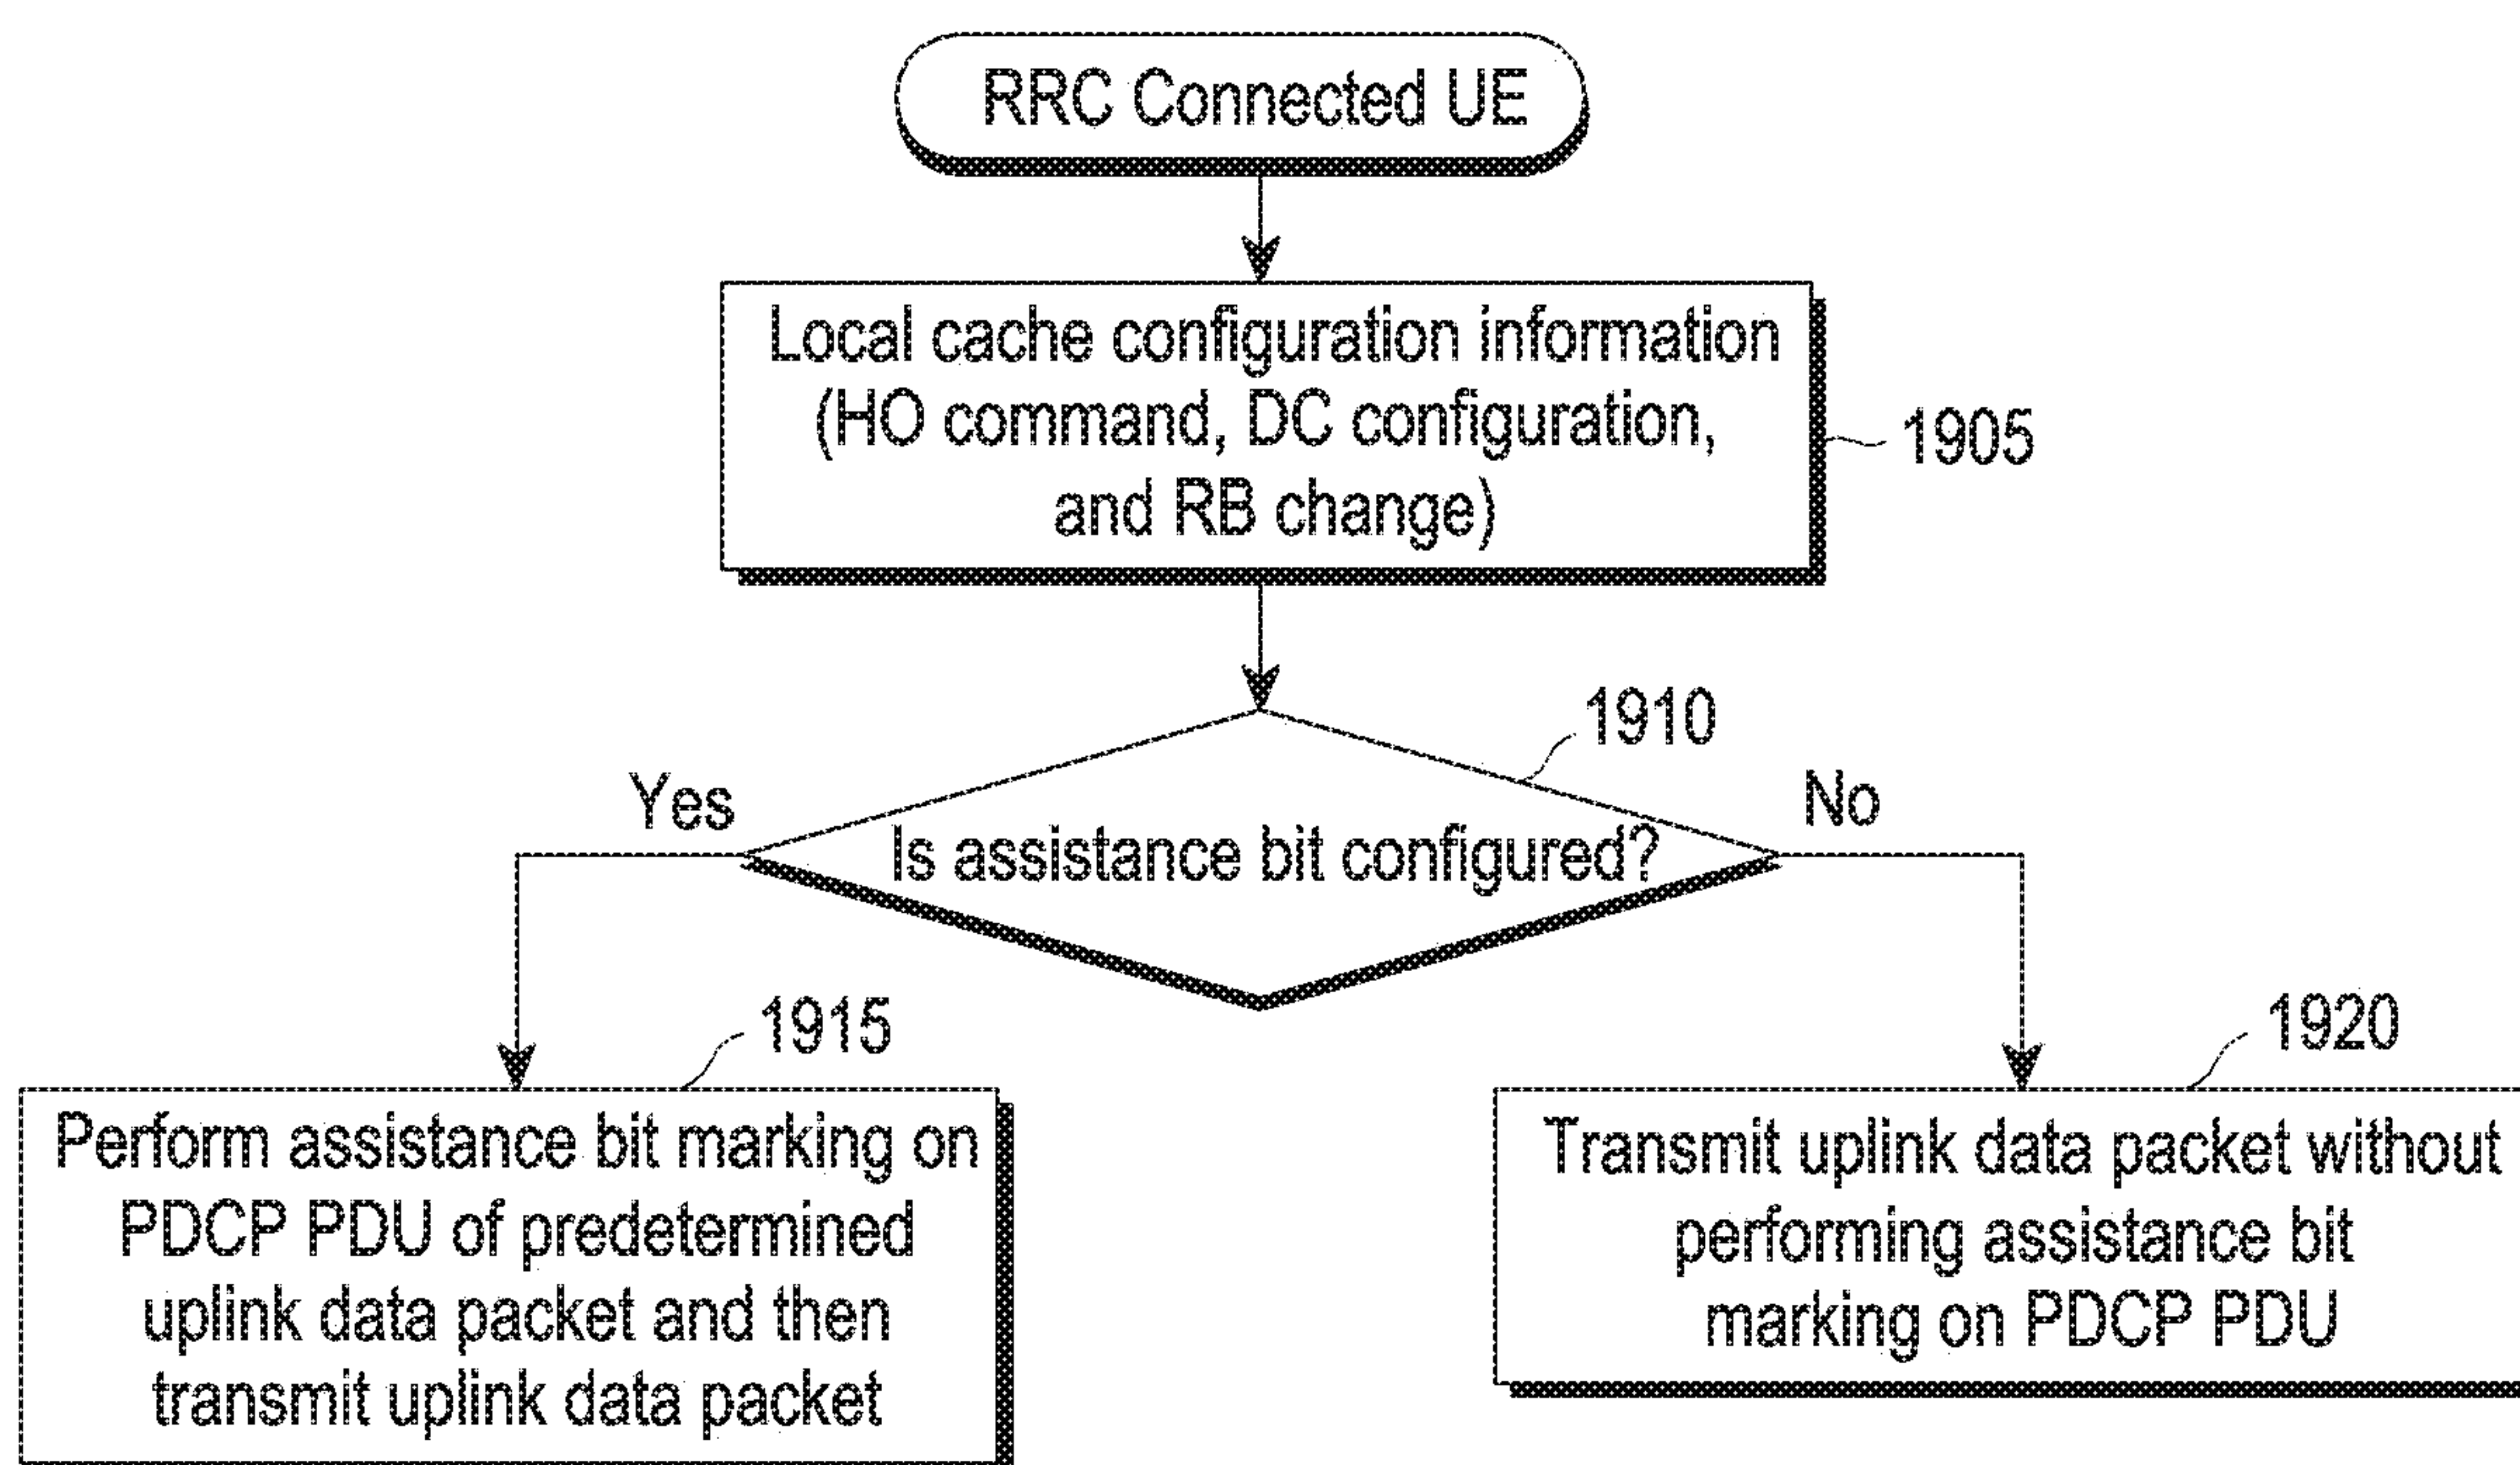 RRC Connected UE
Local cache configuration information
(HO command, DC configuration,
and RB change)
1905
1910
Yes
No
Is assistance bit configured?
1915
1920
Perform assistance bit marking on
PDCP PDU of predetermined
uplink data packet and then
transmit uplink data packet
Transmit uplink data packet without
performing assistance bit
marking on PDCP PDU